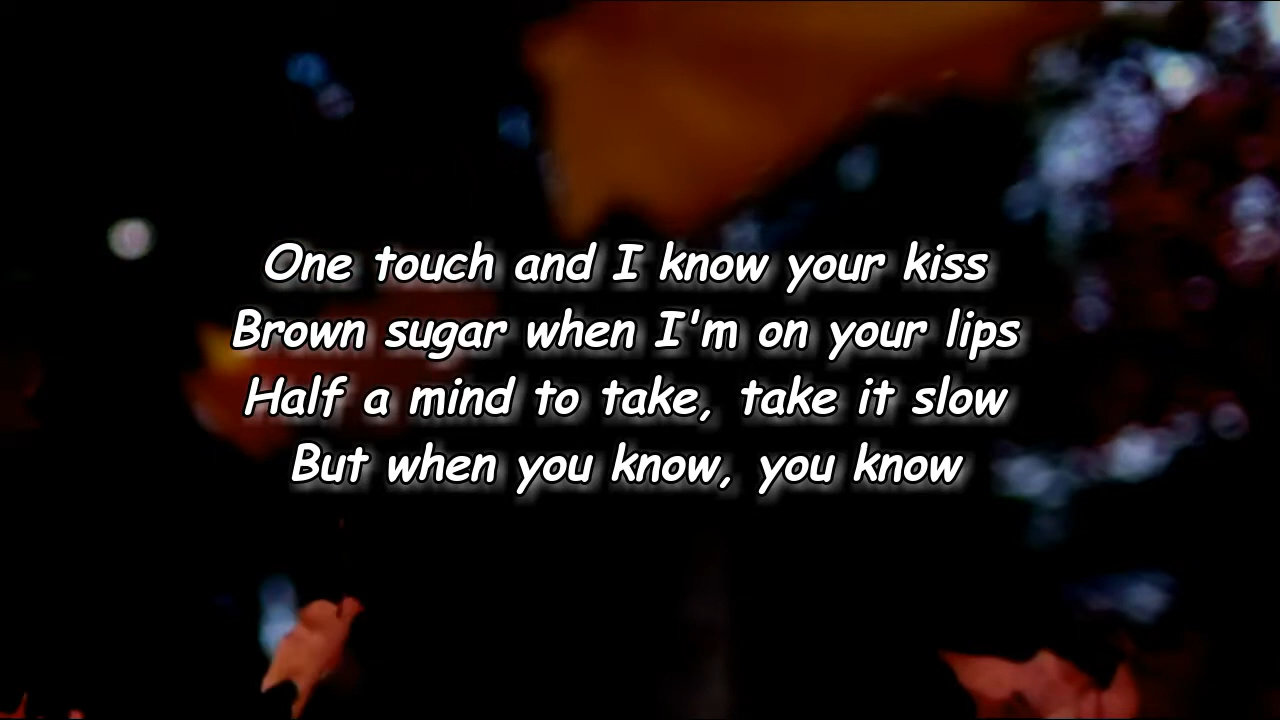 One touch and I know your kiss
Brown sugar when I'm on your lips
Half a mind to take, take it slow
But when you know, you know